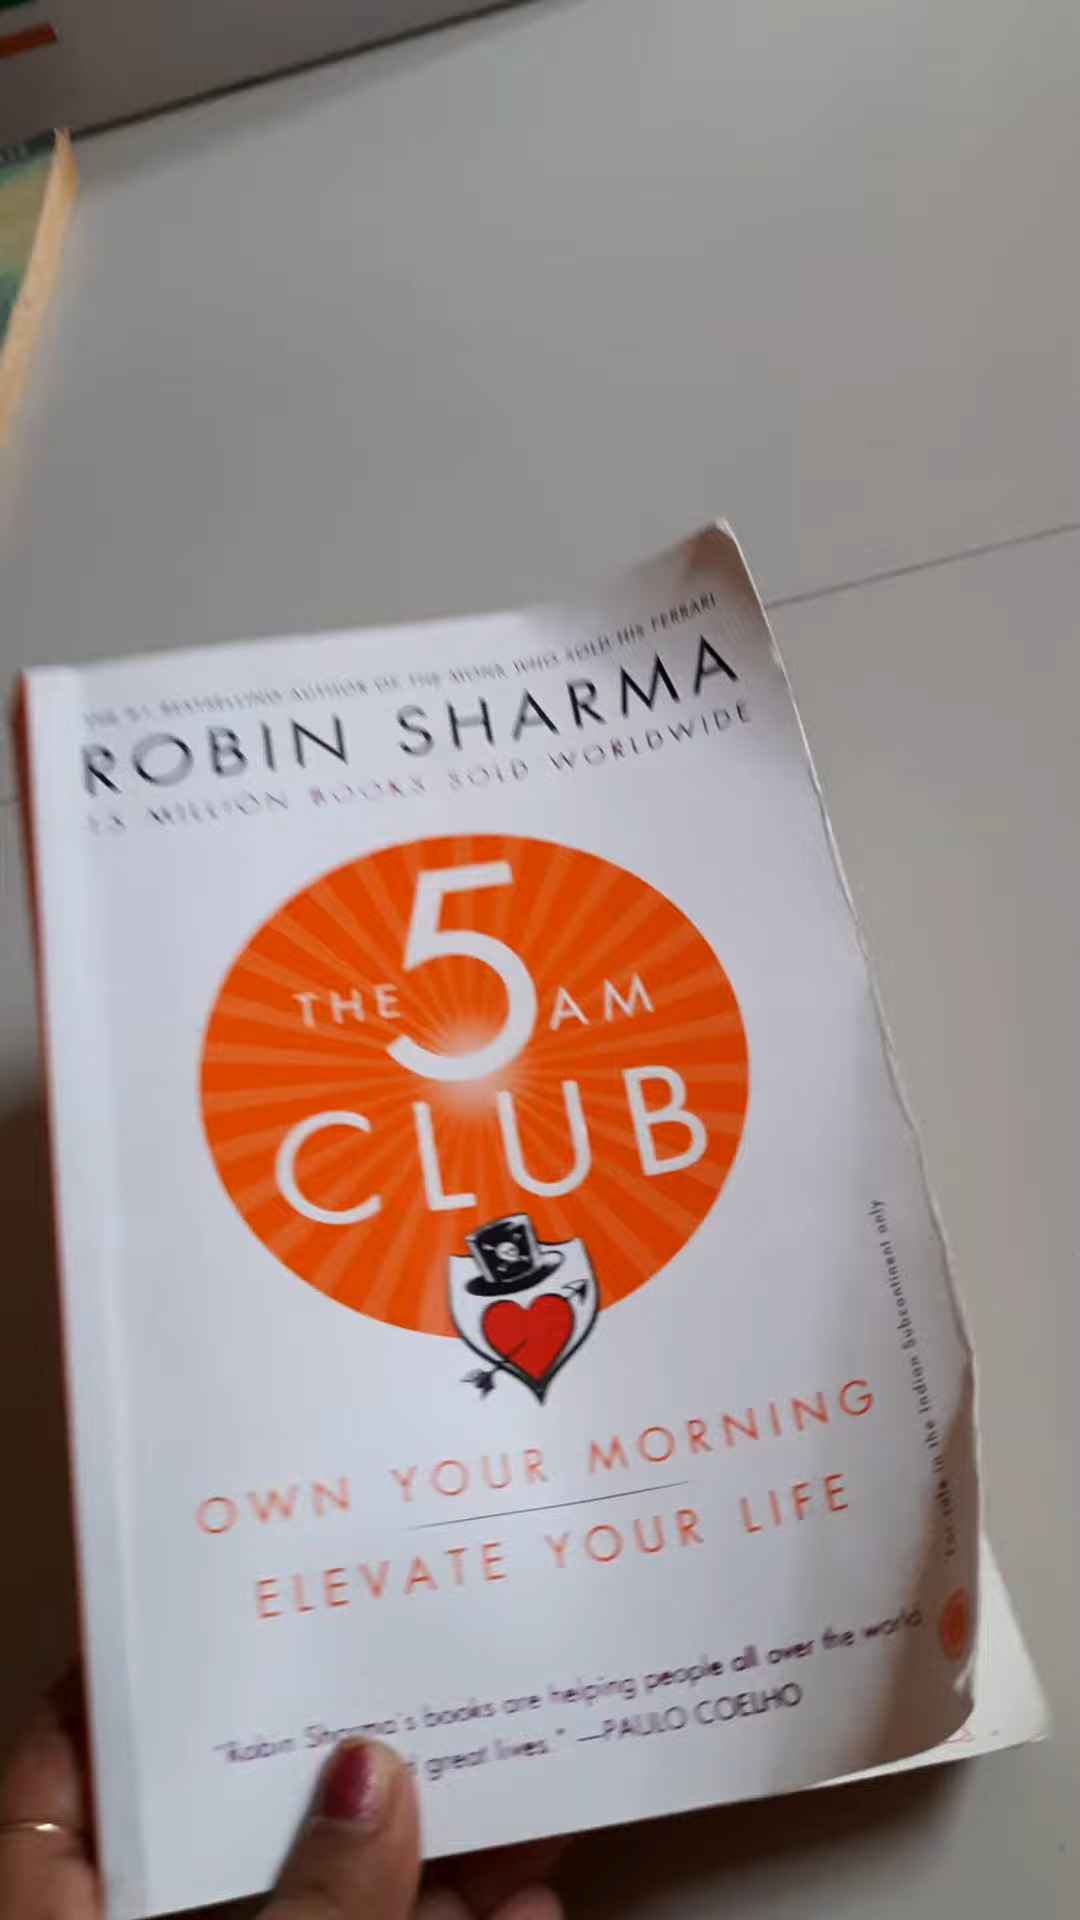 THE #1 BESTSELLING AUTHOR OF THE MONK WHO SOLD HIS FERRARI
ROBIN SHARMA
15 MILLION BOOKS SOLD WORLDWIDE
THE 5 AM
CLUB
OWN YOUR MORNING
ELEVATE YOUR LIFE
"Robin Sharma's books are helping people all over the world
great lives." —PAULO COELHO
For sale in the Indian Subcontinent only